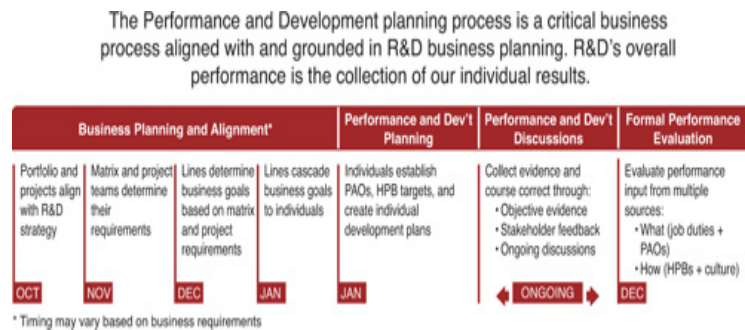 The Performance and Development planning process is a critical business
process aligned with and grounded in R&D business planning. R&D's overall
performance is the collection of our individual results.
Business Planning and Alignment*
Performance and Dev't
Planning
Performance and Dev't
Discussions
Formal Performance
Evaluation
Portfolio and
projects align
with R&D
strategy
OCT
Matrix and project
teams determine
their
requirements
NOV
Lines determine
business goals
based on matrix
and project
requirements
DEC
Lines cascade
business goals
to individuals
JAN
Individuals establish
PAOs, HPB targets, and
create individual
development plans
JAN
Collect evidence and
course correct through:
• Objective evidence
• Stakeholder feedback
• Ongoing discussions
ONGOING
Evaluate performance
input from multiple
sources:
• What (job duties +
PAOs)
• How (HPBs + culture)
DEC
* Timing may vary based on business requirements